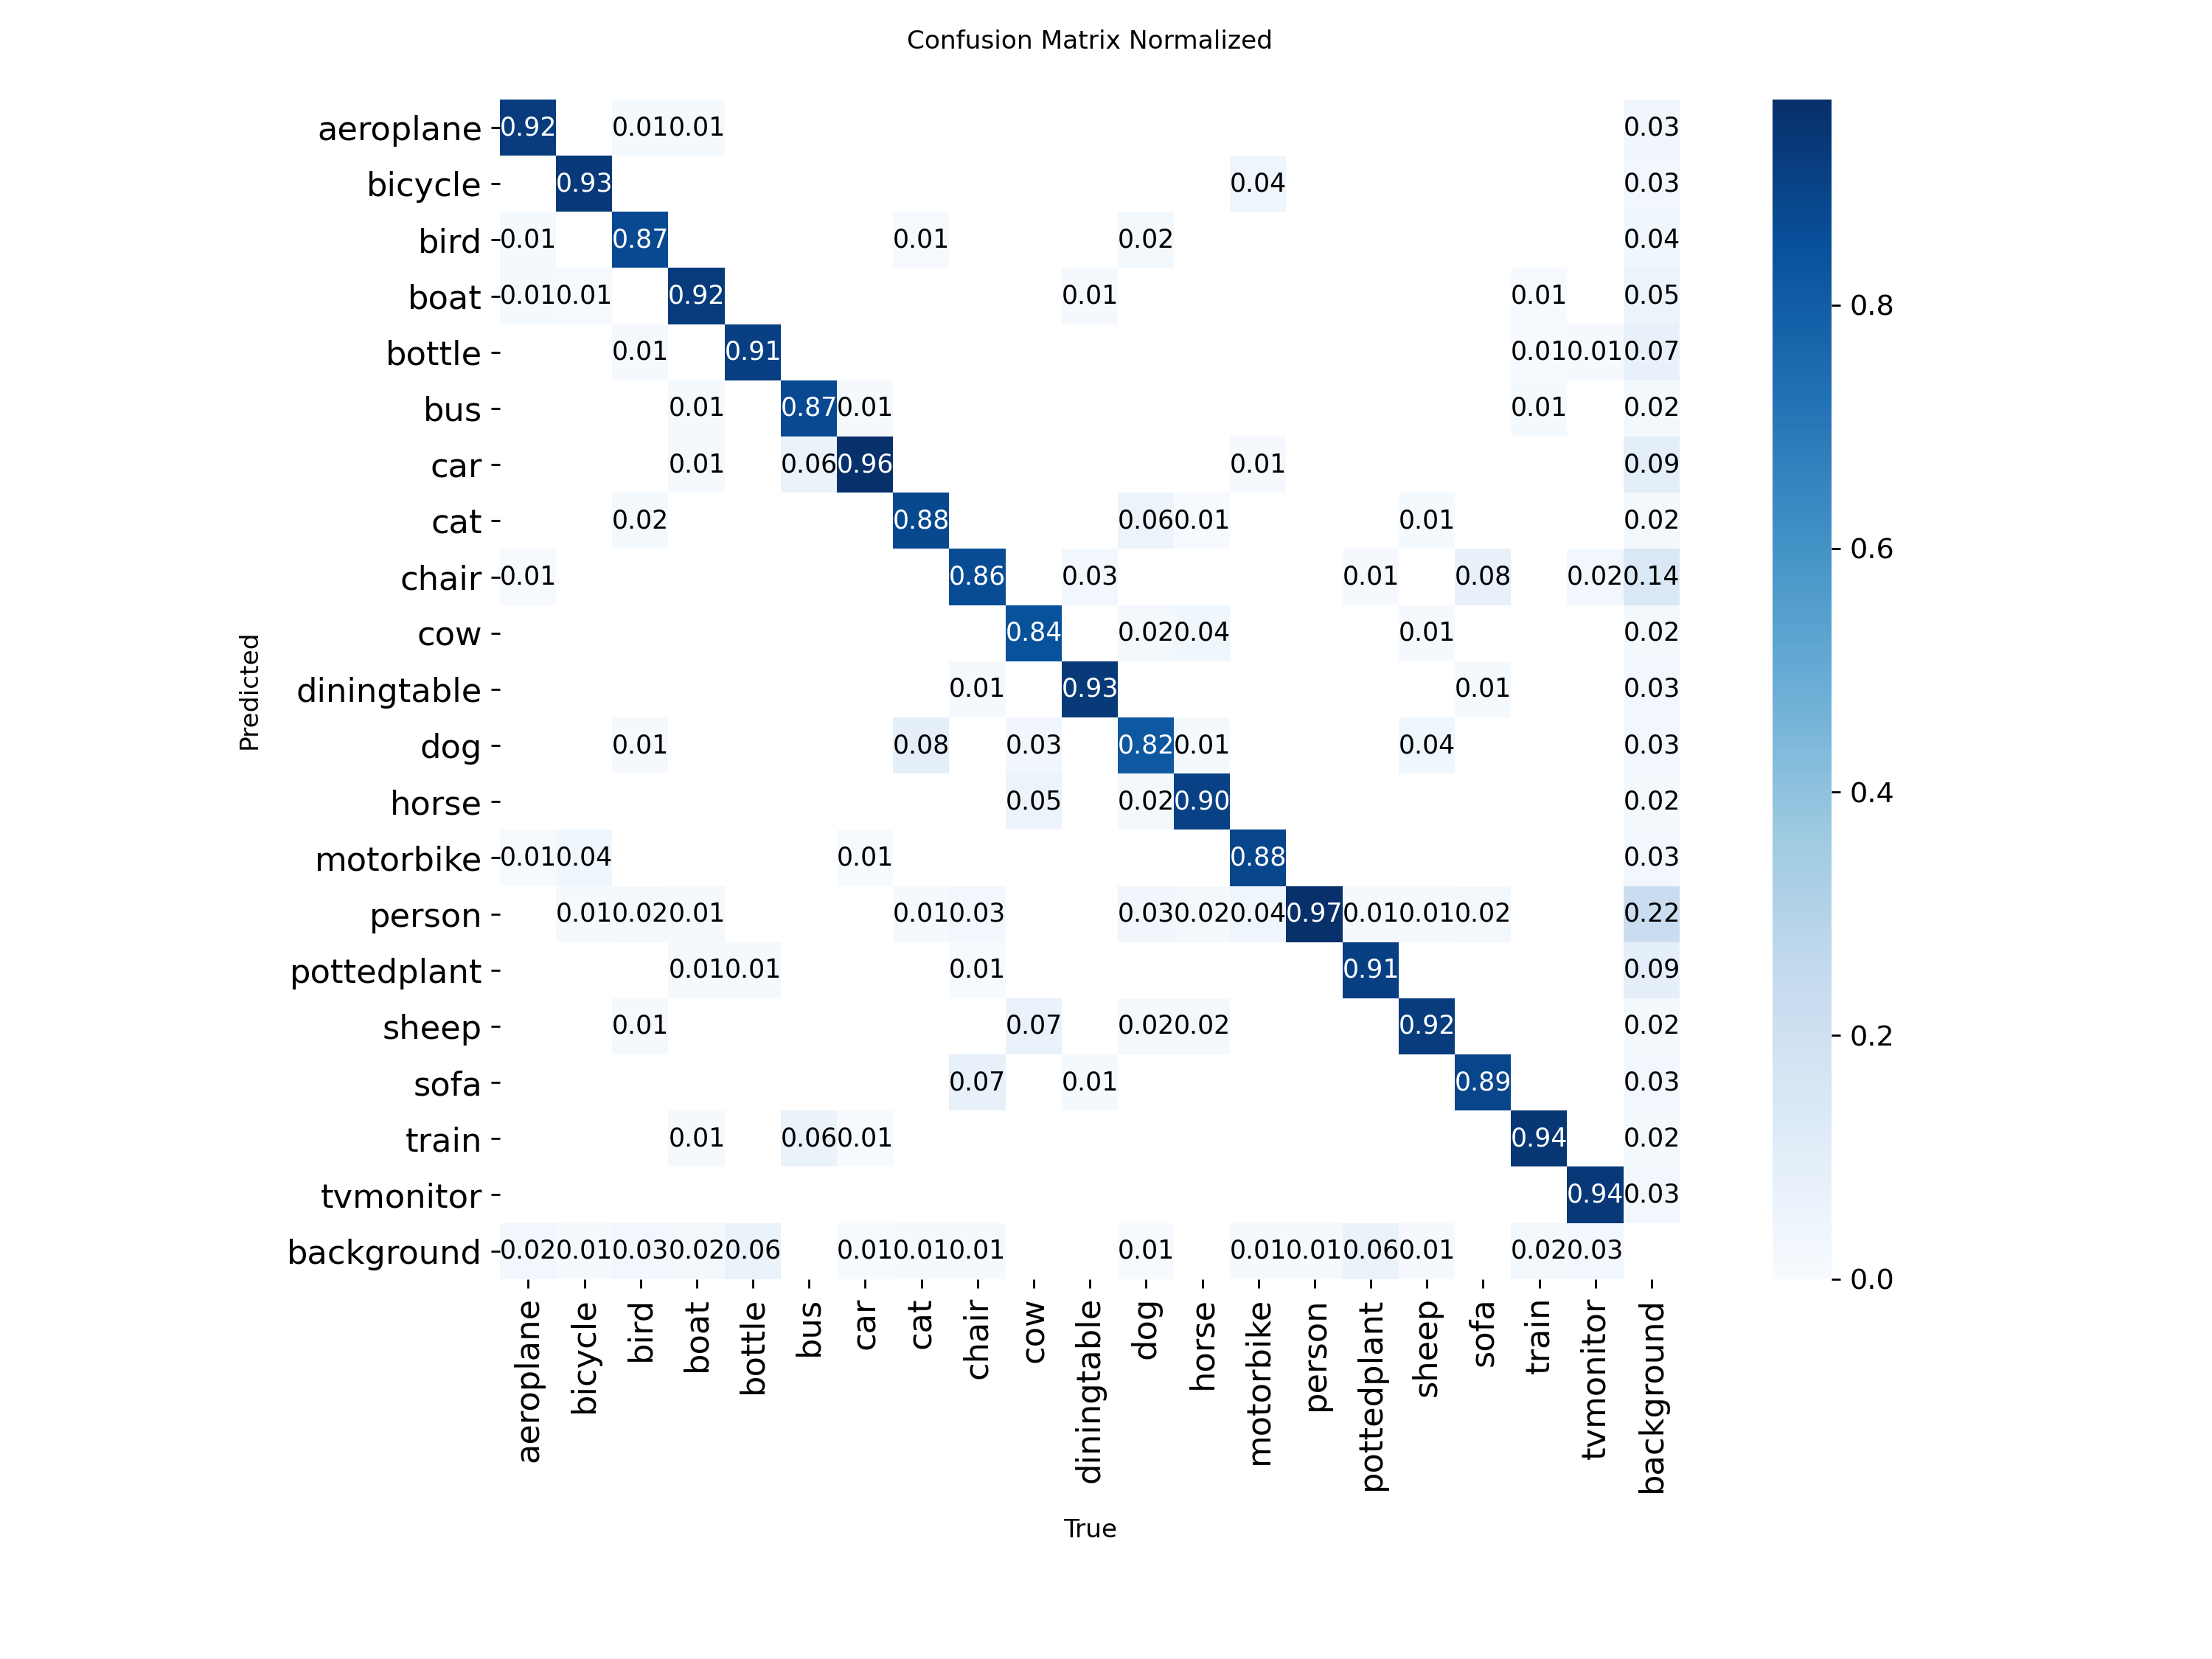 Confusion Matrix Normalized
aeroplane 0.92 0.01 0.01 0.03
bicycle 0.93 0.04 0.03
bird 0.01 0.87 0.01 0.02 0.04
boat 0.01 0.01 0.92 0.01 0.01 0.05
0.8
bottle 0.01 0.91 0.01 0.01 0.07
bus 0.01 0.87 0.01 0.01 0.02
car 0.01 0.06 0.96 0.01 0.09
cat 0.02 0.88 0.06 0.01 0.01 0.02
0.6
chair 0.01 0.86 0.03 0.01 0.08 0.02 0.14
cow 0.84 0.02 0.04 0.01 0.02
Predicted
diningtable 0.01 0.93 0.01 0.03
dog 0.01 0.08 0.03 0.82 0.01 0.04 0.03
0.4
horse 0.05 0.02 0.90 0.02
motorbike 0.01 0.04 0.01 0.88 0.03
person 0.01 0.02 0.01 0.01 0.03 0.03 0.02 0.04 0.97 0.01 0.01 0.02 0.22
pottedplant 0.01 0.01 0.01 0.91 0.09
sheep 0.01 0.07 0.02 0.02 0.92 0.02
0.2
sofa 0.07 0.01 0.89 0.03
train 0.01 0.06 0.01 0.94 0.02
tvmonitor 0.94 0.03
background 0.02 0.01 0.03 0.02 0.06 0.01 0.01 0.01 0.01 0.01 0.01 0.06 0.01 0.02 0.03
0.0
aeroplane bicycle bird boat bottle bus car cat chair cow diningtable dog horse motorbike person pottedplant sheep sofa train tvmonitor background
True